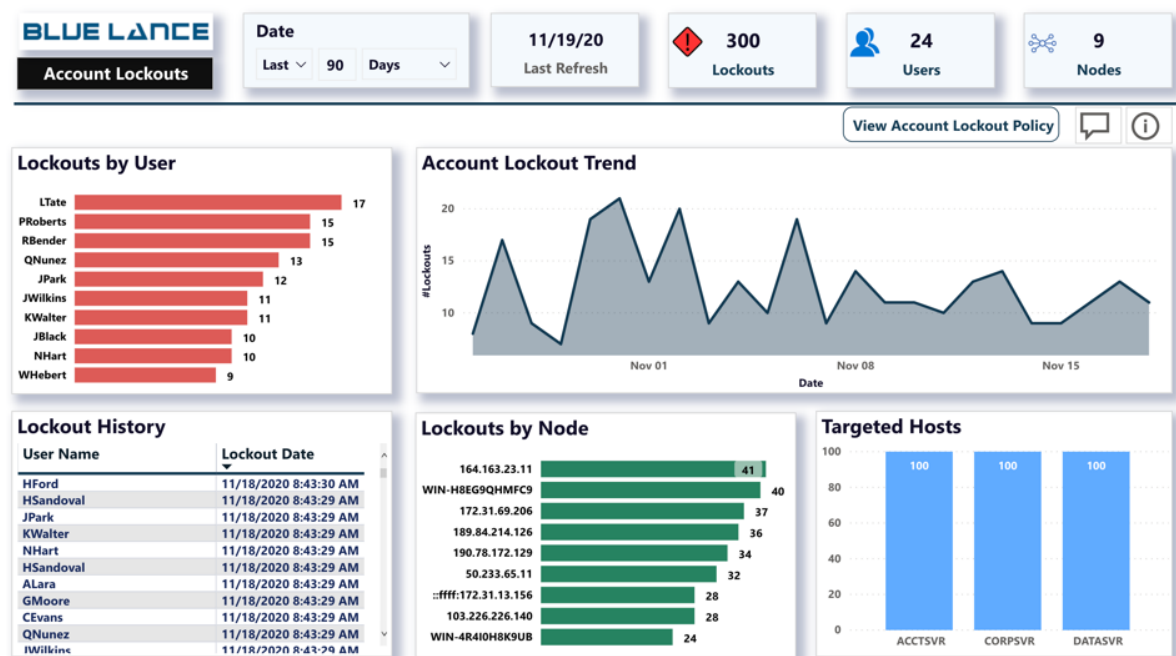 BLUE LANCE
Account Lockouts
Date
Last 90 Days
11/19/20
Last Refresh
300
Lockouts
24
Users
9
Nodes
View Account Lockout Policy
Lockouts by User
LTate 17
PRoberts 15
RBender 15
QNunez 13
JPark 12
JWilkins 11
KWalter 11
JBlack 10
NHart 10
WHebert 9
Account Lockout Trend
#Lockouts
20
15
10
Nov 01 Nov 08 Nov 15
Date
Lockout History
User Name Lockout Date
HFord 11/18/2020 8:43:30 AM
HSandoval 11/18/2020 8:43:29 AM
JPark 11/18/2020 8:43:29 AM
KWalter 11/18/2020 8:43:29 AM
NHart 11/18/2020 8:43:29 AM
HSandoval 11/18/2020 8:43:29 AM
ALara 11/18/2020 8:43:29 AM
GMoore 11/18/2020 8:43:29 AM
CEvans 11/18/2020 8:43:29 AM
QNunez 11/18/2020 8:43:29 AM
JWilkins 11/18/2020 8:43:29 AM
Lockouts by Node
164.163.23.11 41
WIN-H8EG9QHMFC9 40
172.31.69.206 37
189.84.214.126 36
190.78.172.129 34
50.233.65.11 32
::ffff:172.31.13.156 28
103.226.226.140 28
WIN-4R4I0H8K9UB 24
Targeted Hosts
100
80
60
40
20
0
100 100 100
ACCTSVR CORPSVR DATASVR